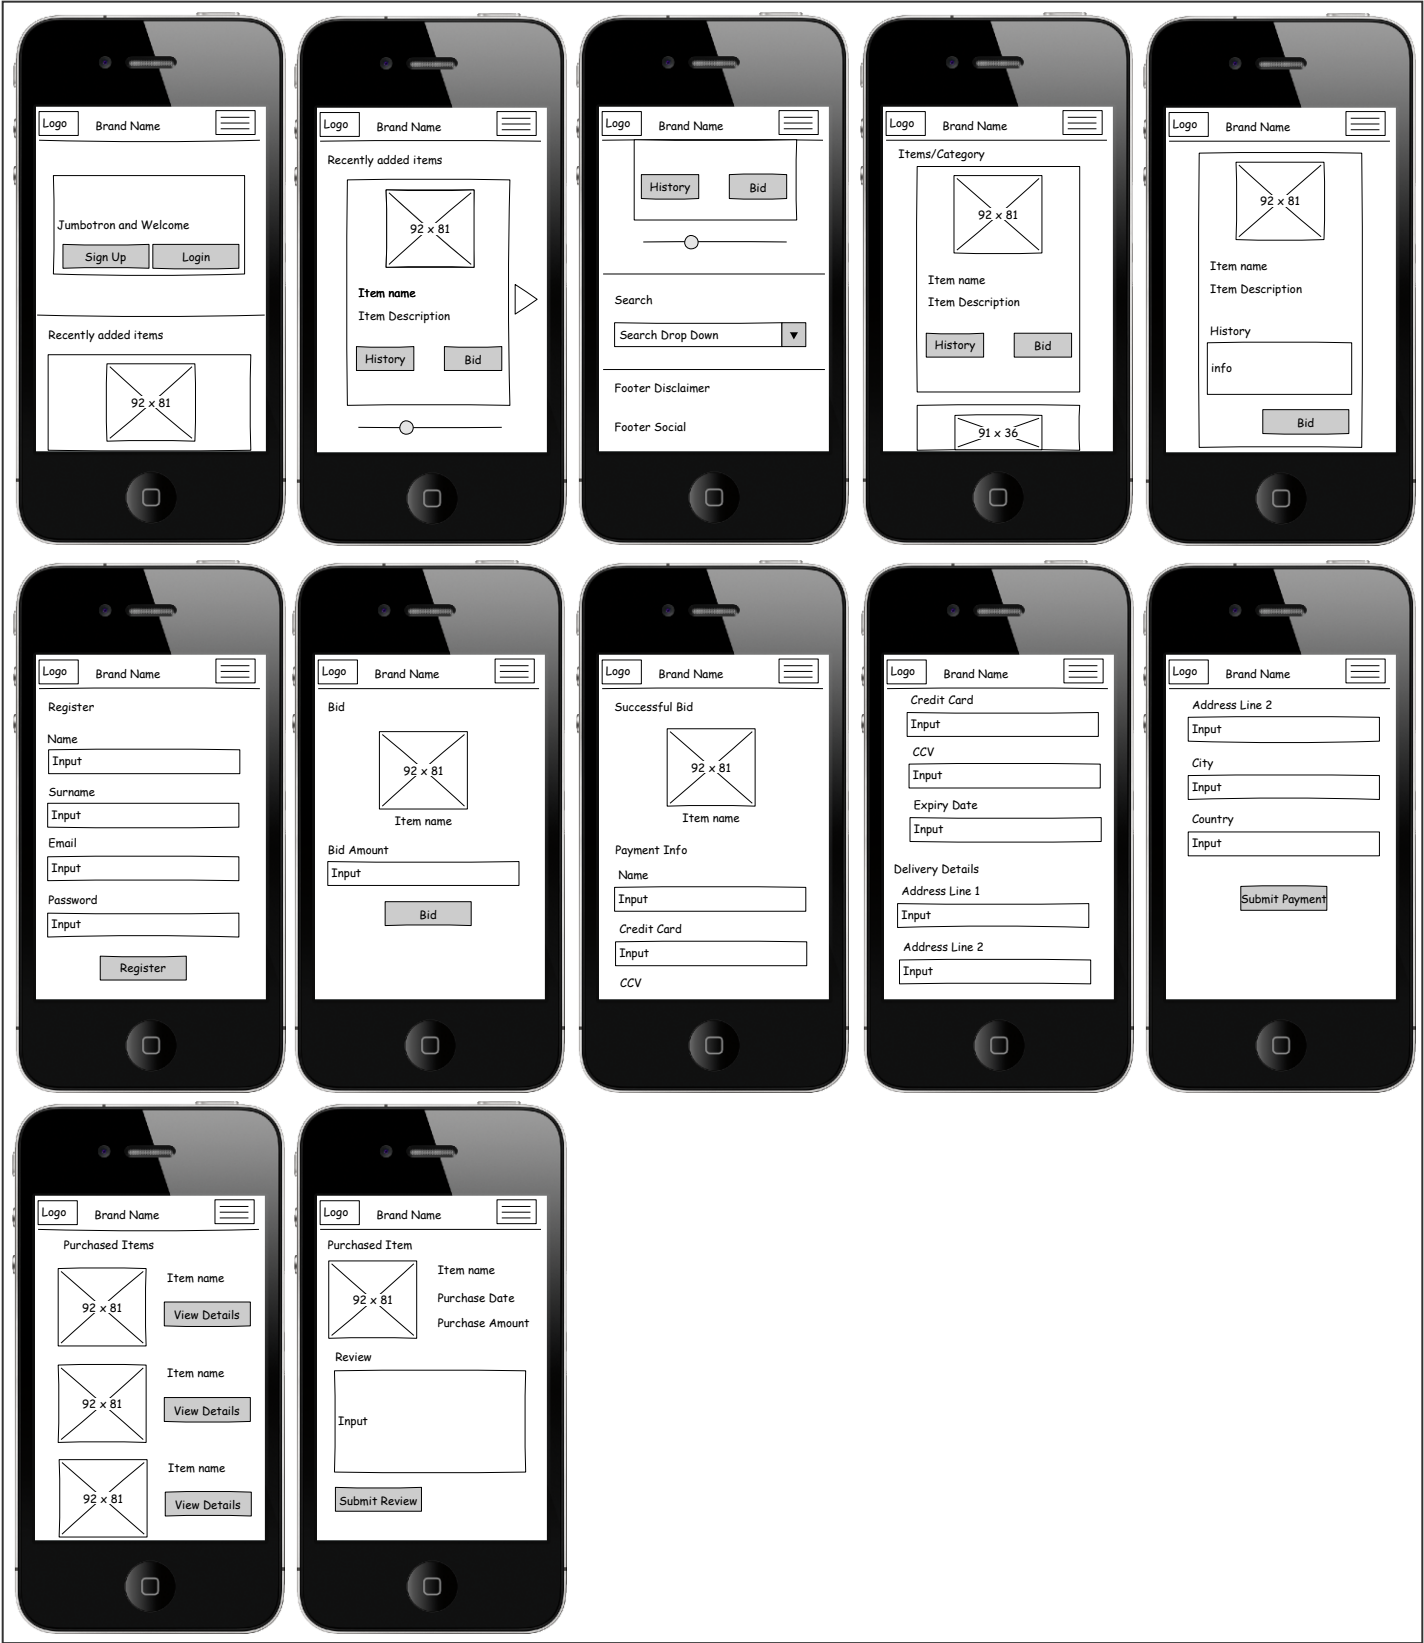 Logo Brand Name
Jumbotron and Welcome
Sign Up Login
Recently added items
92 x 81
Logo Brand Name
Recently added items
92 x 81
Item name
Item Description
History Bid
Logo Brand Name
History Bid
Search
Search Drop Down
Footer Disclaimer
Footer Social
Logo Brand Name
Items/Category
92 x 81
Item name
Item Description
History Bid
91 x 36
Logo Brand Name
92 x 81
Item name
Item Description
History
info
Bid
Logo Brand Name
Register
Name
Input
Surname
Input
Email
Input
Password
Input
Register
Logo Brand Name
Bid
92 x 81
Item name
Bid Amount
Input
Bid
Logo Brand Name
Successful Bid
92 x 81
Item name
Payment Info
Name
Input
Credit Card
Input
CCV
Logo Brand Name
Credit Card
Input
CCV
Input
Expiry Date
Input
Delivery Details
Address Line 1
Input
Address Line 2
Input
Logo Brand Name
Address Line 2
Input
City
Input
Country
Input
Submit Payment
Logo Brand Name
Purchased Items
Item name
92 x 81
View Details
Item name
92 x 81
View Details
Item name
92 x 81
View Details
Logo Brand Name
Purchased Item
Item name
92 x 81
Purchase Date
Purchase Amount
Review
Input
Submit Review